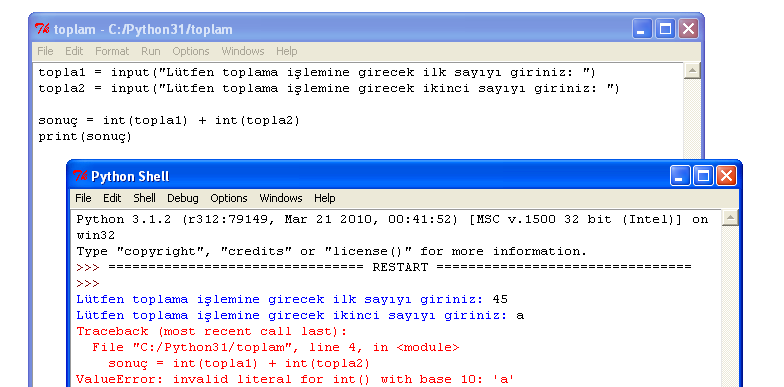 toplam - C:/Python31/toplam
File Edit Format Run Options Windows Help
topla1 = input("Lütfen toplama işlemine girecek ilk sayıyı giriniz: ")
topla2 = input("Lütfen toplama işlemine girecek ikinci sayıyı giriniz: ")
sonuç = int(topla1) + int(topla2)
print(sonuç)
Python Shell
File Edit Shell Debug Options Windows Help
Python 3.1.2 (r312:79149, Mar 21 2010, 00:41:52) [MSC v.1500 32 bit (Intel)] on
win32
Type "copyright", "credits" or "license()" for more information.
>>> ================================ RESTART ================================
>>>
Lütfen toplama işlemine girecek ilk sayıyı giriniz: 45
Lütfen toplama işlemine girecek ikinci sayıyı giriniz: a
Traceback (most recent call last):
  File "C:/Python31/toplam", line 4, in <module>
    sonuç = int(topla1) + int(topla2)
ValueError: invalid literal for int() with base 10: 'a'